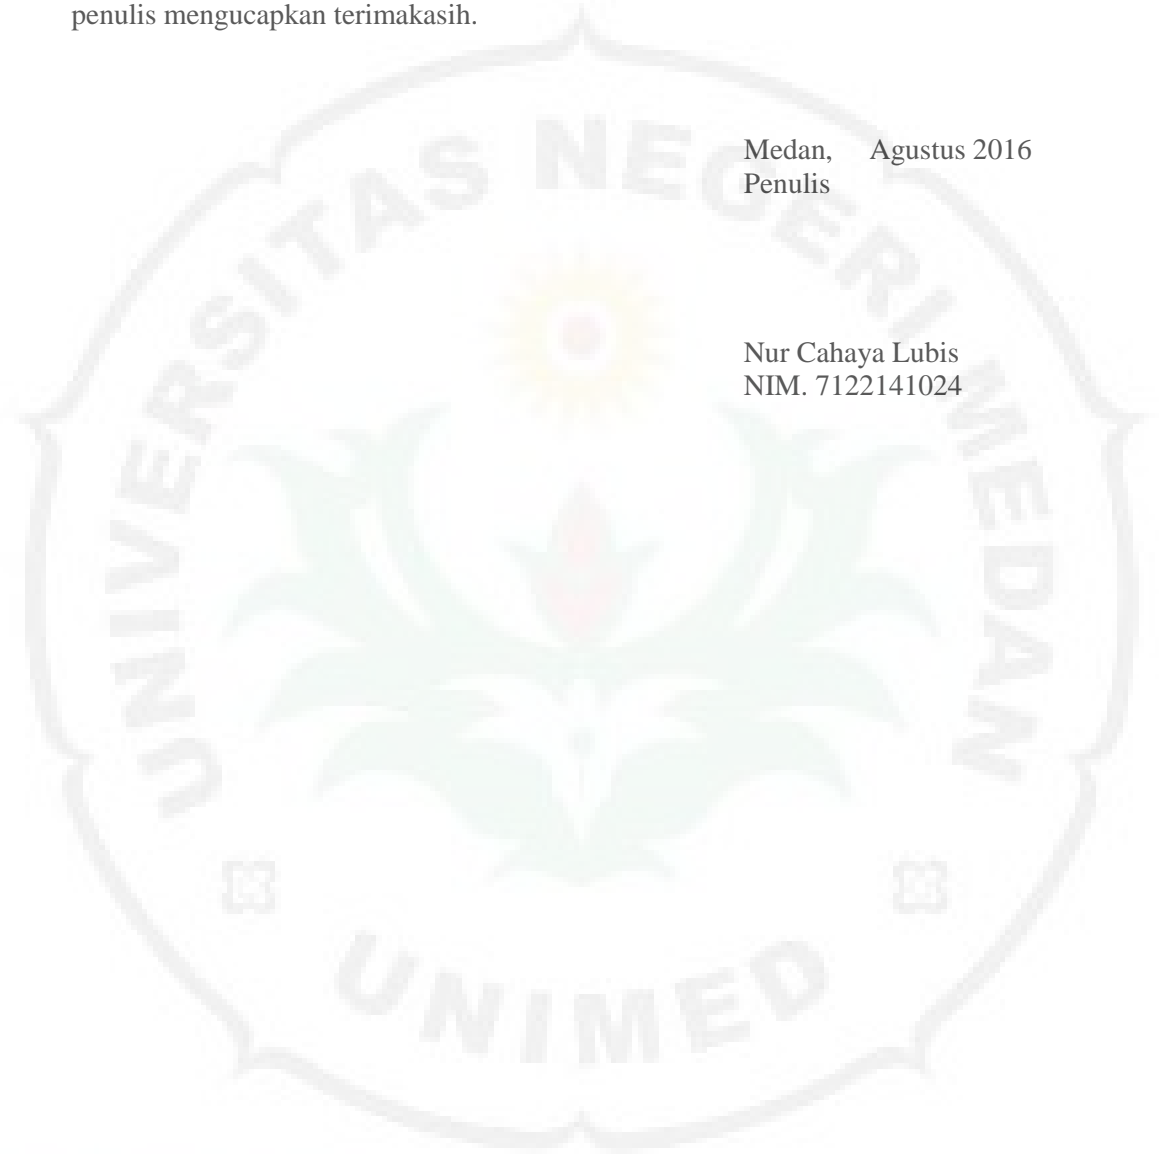 penulis mengucapkan terimakasih.
Medan, Agustus 2016
Penulis
Nur Cahaya Lubis
NIM. 7122141024
UNIVERSITAS NEGERI MEDAN
UNIMED